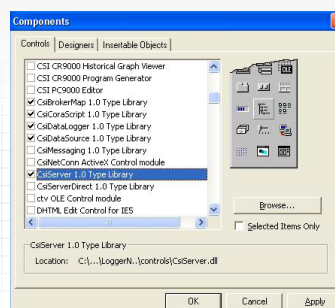 Components
Controls
Designers
Insertable Objects
CSI CR9000 Historical Graph Viewer
CSI CR9000 Program Generator
CSI PC9000 Editor
CsiBrokerMap 1.0 Type Library
CsiCoraScript 1.0 Type Library
CsiDataLogger 1.0 Type Library
CsiDataSource 1.0 Type Library
CsiMessaging 1.0 Type Library
CsiNetConn ActiveX Control module
CsiServer 1.0 Type Library
CsiServerDirect 1.0 Type Library
ctv OLE Control module
DHTML Edit Control for IE5
OLE
Browse...
Selected Items Only
CsiServer 1.0 Type Library
Location: C:\...\LoggerN..\controls\CsiServer.dll
OK
Cancel
Apply